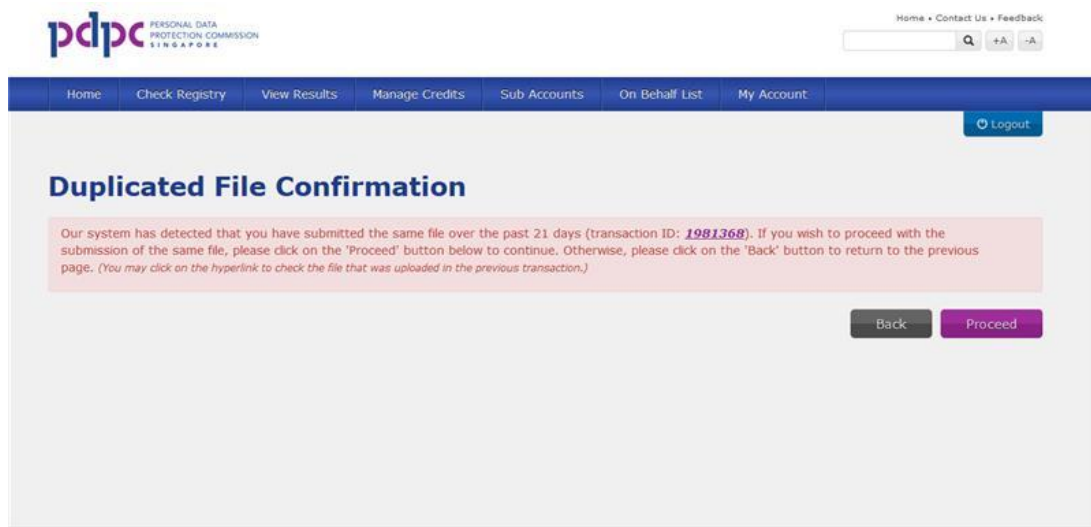 Home • Contact Us • Feedback
pdpc PERSONAL DATA
PROTECTION COMMISSION
SINGAPORE
+A -A
Home Check Registry View Results Manage Credits Sub Accounts On Behalf List My Account
Logout
Duplicated File Confirmation
Our system has detected that you have submitted the same file over the past 21 days (transaction ID: 1981368). If you wish to proceed with the
submission of the same file, please click on the 'Proceed' button below to continue. Otherwise, please click on the 'Back' button to return to the previous
page. (You may click on the hyperlink to check the file that was uploaded in the previous transaction.)
Back Proceed